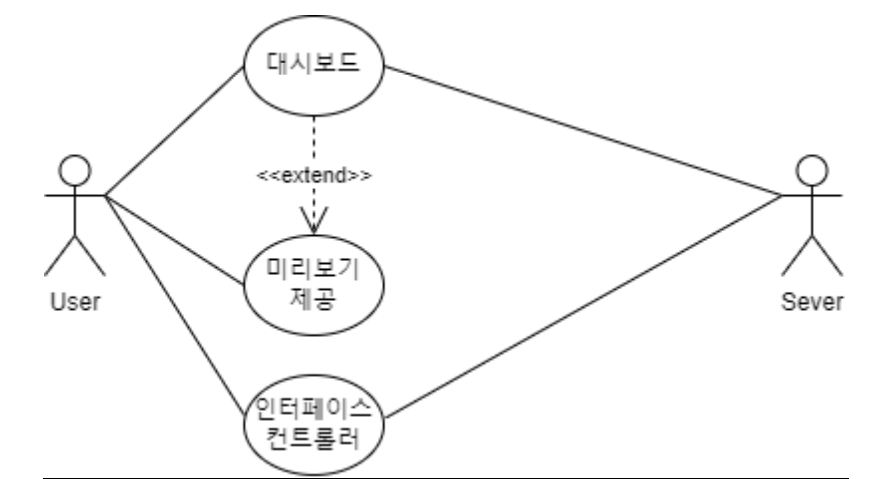 대시보드
<<extend>>
미리보기
제공
User
Sever
인터페이스
컨트롤러